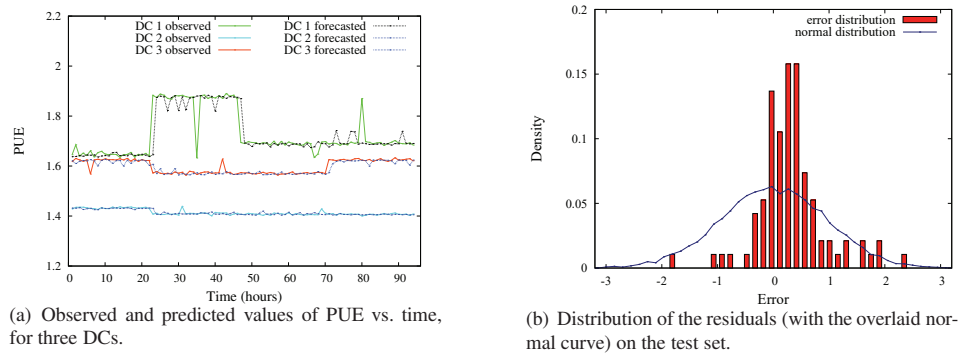 2.2
2
1.8
1.6
1.4
1.2
PUE
DC 1 observed
DC 2 observed
DC 3 observed
DC 1 forecasted
DC 2 forecasted
DC 3 forecasted
0 10 20 30 40 50 60 70 80 90
Time (hours)
(a) Observed and predicted values of PUE vs. time,
for three DCs.
0.2
0.15
0.1
0.05
0
Density
error distribution
normal distribution
-3 -2 -1 0 1 2 3
Error
(b) Distribution of the residuals (with the overlaid nor-
mal curve) on the test set.